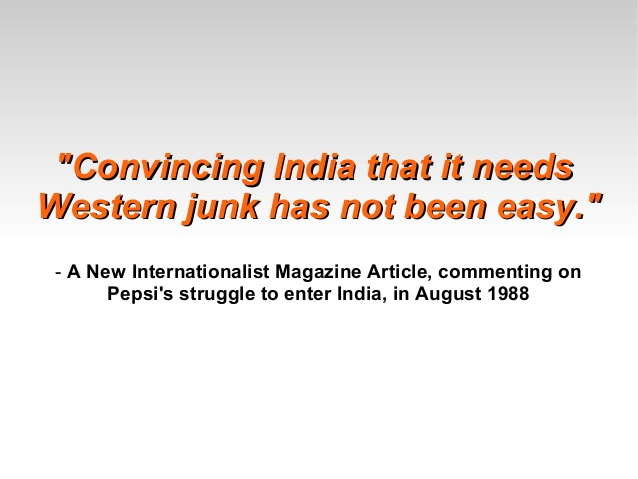 "Convincing India that it needs
Western junk has not been easy."
- A New Internationalist Magazine Article, commenting on
Pepsi's struggle to enter India, in August 1988